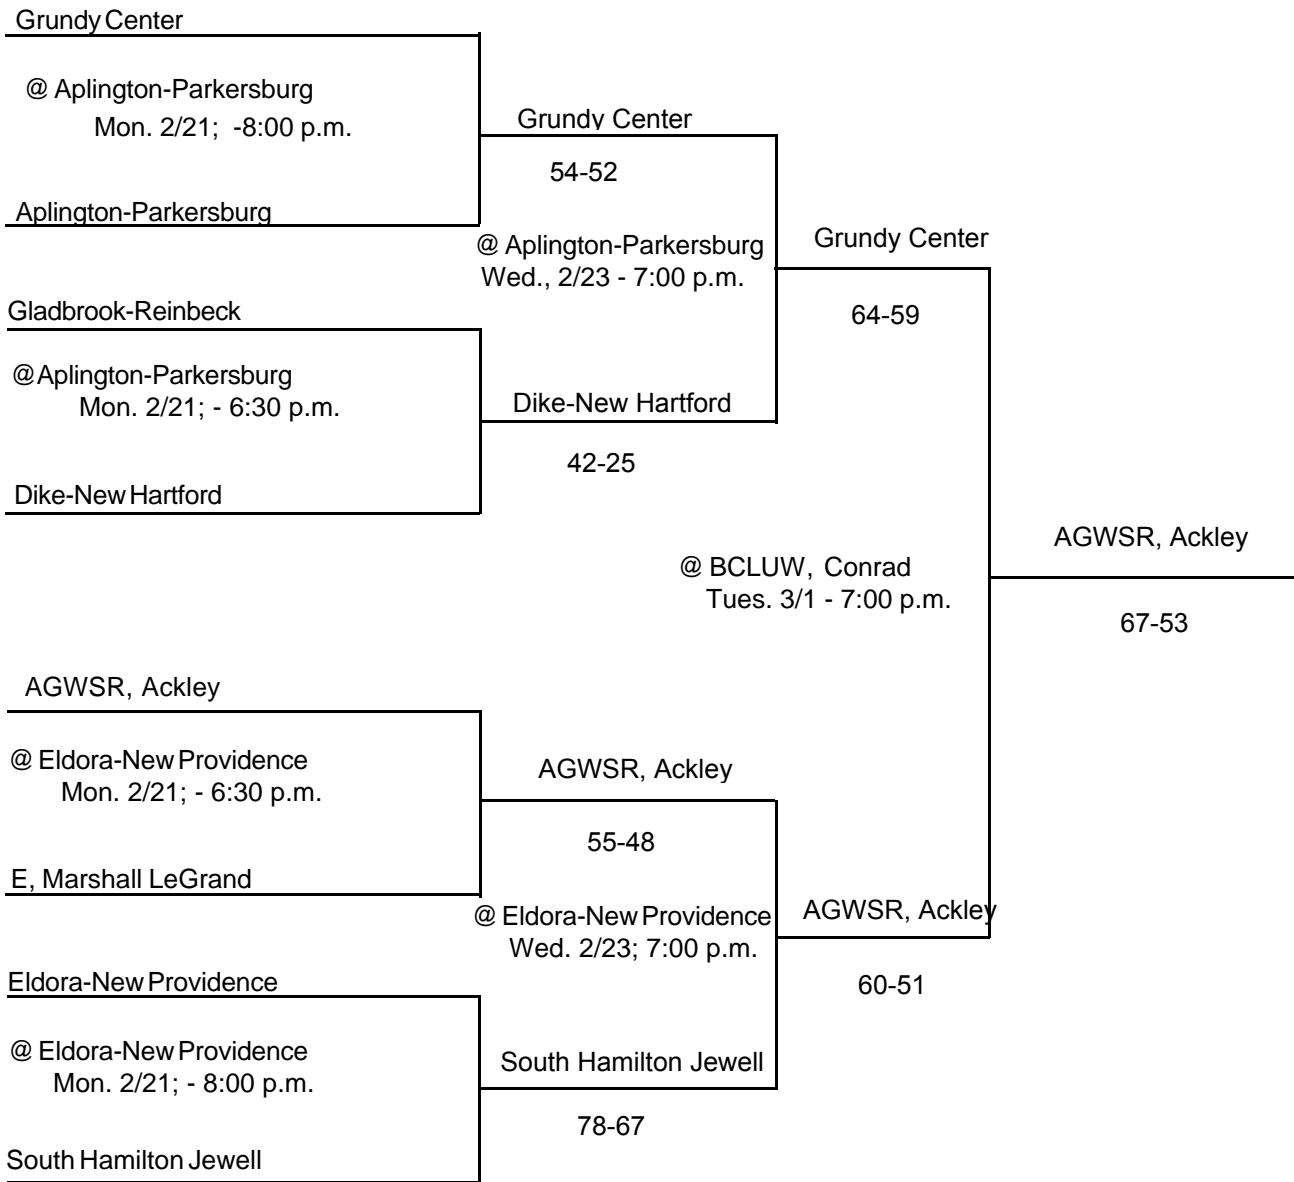 Grundy Center
@ Aplington-Parkersburg
Mon. 2/21;  -8:00 p.m.
Grundy Center
54-52
Aplington-Parkersburg
@ Aplington-Parkersburg
Wed., 2/23 - 7:00 p.m.
Grundy Center
64-59
Gladbrook-Reinbeck
@Aplington-Parkersburg
Mon. 2/21; - 6:30 p.m.
Dike-New Hartford
42-25
Dike-New Hartford
@ BCLUW, Conrad
Tues. 3/1 - 7:00 p.m.
AGWSR, Ackley
67-53
AGWSR, Ackley
@ Eldora-New Providence
Mon. 2/21; - 6:30 p.m.
AGWSR, Ackley
55-48
E, Marshall LeGrand
@ Eldora-New Providence
Wed. 2/23; 7:00 p.m.
AGWSR, Ackley
60-51
Eldora-New Providence
@ Eldora-New Providence
Mon. 2/21; - 8:00 p.m.
South Hamilton Jewell
78-67
South Hamilton Jewell